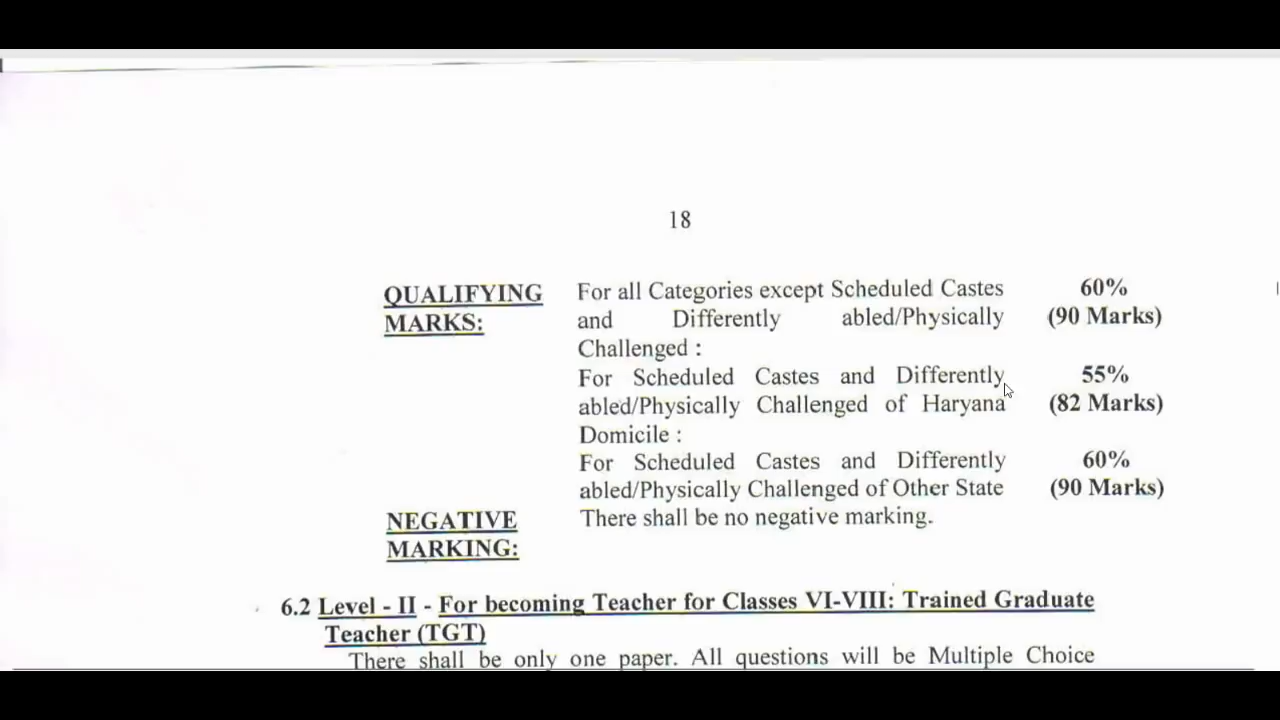 18
QUALIFYING For all Categories except Scheduled Castes 60%
MARKS: and Differently abled/Physically (90 Marks)
Challenged :
For Scheduled Castes and Differently 55%
abled/Physically Challenged of Haryana (82 Marks)
Domicile :
For Scheduled Castes and Differently 60%
abled/Physically Challenged of Other State (90 Marks)
NEGATIVE There shall be no negative marking.
MARKING:
6.2 Level - II - For becoming Teacher for Classes VI-VIII: Trained Graduate
Teacher (TGT)
There shall be only one paper. All questions will be Multiple Choice